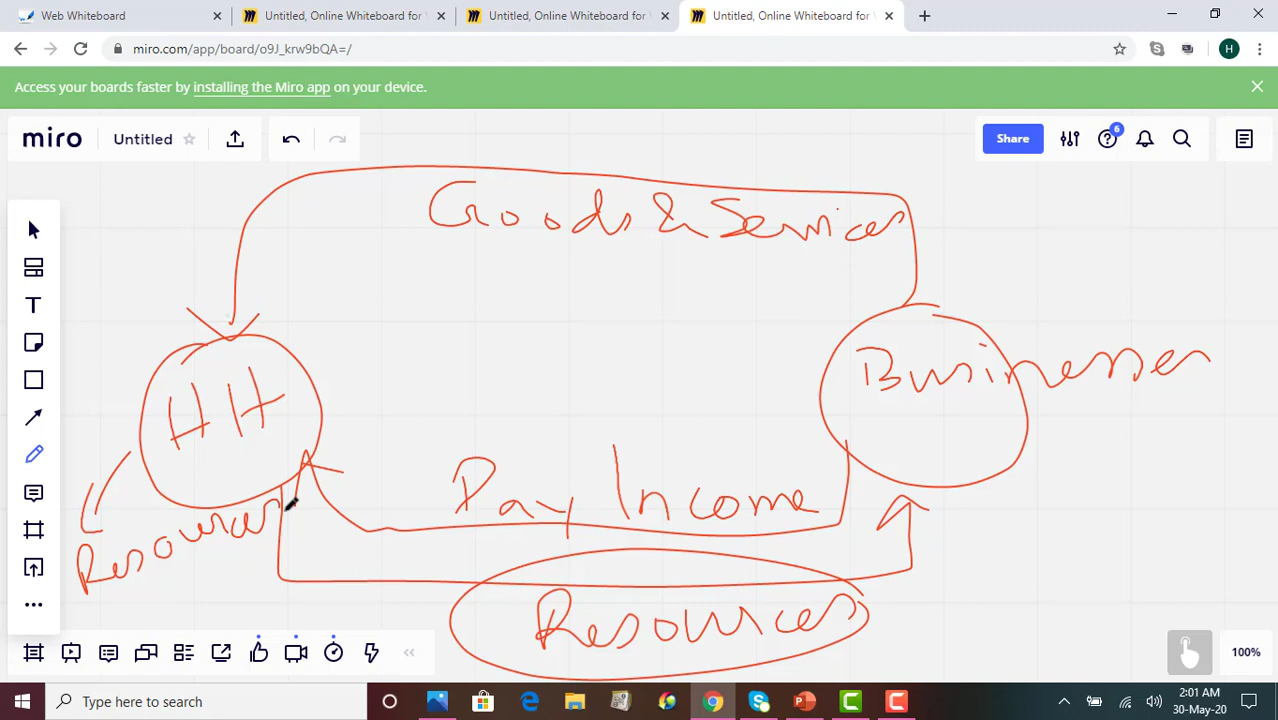 Web Whiteboard
Untitled, Online Whiteboard for
Untitled, Online Whiteboard for
Untitled, Online Whiteboard for
miro.com/app/board/o9J_krw9bQA=/
H
Access your boards faster by installing the Miro app on your device.
miro
Untitled
Share
6
Goods & Services
HH
Businesses
Pay Income
Resources
Resources
100%
Type here to search
2:01 AM
30-May-20